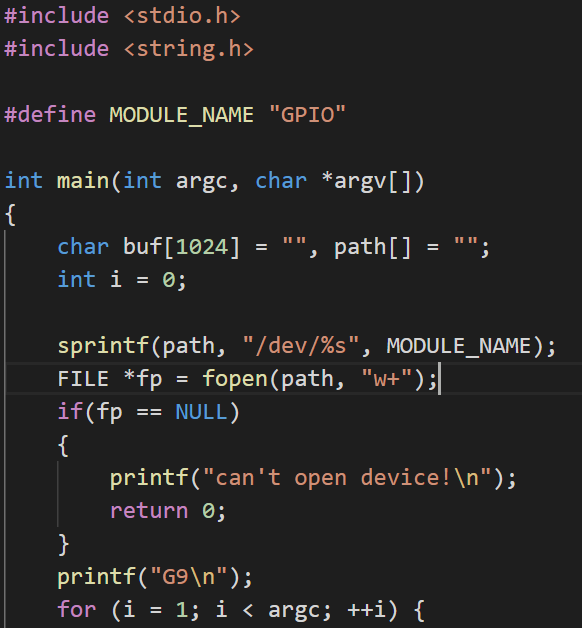 #include <stdio.h>
#include <string.h>

#define MODULE_NAME "GPIO"

int main(int argc, char *argv[])
{
    char buf[1024] = "", path[] = "";
    int i = 0;

    sprintf(path, "/dev/%s", MODULE_NAME);
    FILE *fp = fopen(path, "w+");
    if(fp == NULL)
    {
        printf("can't open device!\n");
        return 0;
    }
    printf("G9\n");
    for (i = 1; i < argc; ++i) {